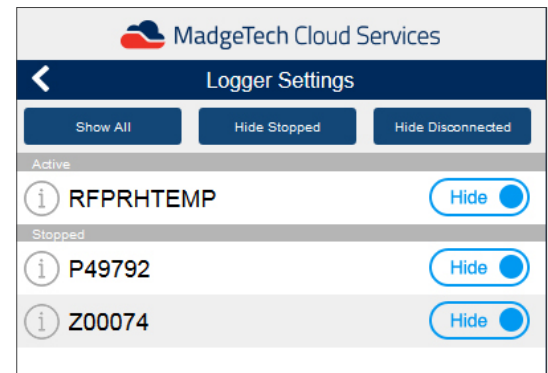 MadgeTech Cloud Services
Logger Settings
Show All Hide Stopped Hide Disconnected
Active
i RFPRHTEMP Hide
Stopped
i P49792 Hide
i Z00074 Hide